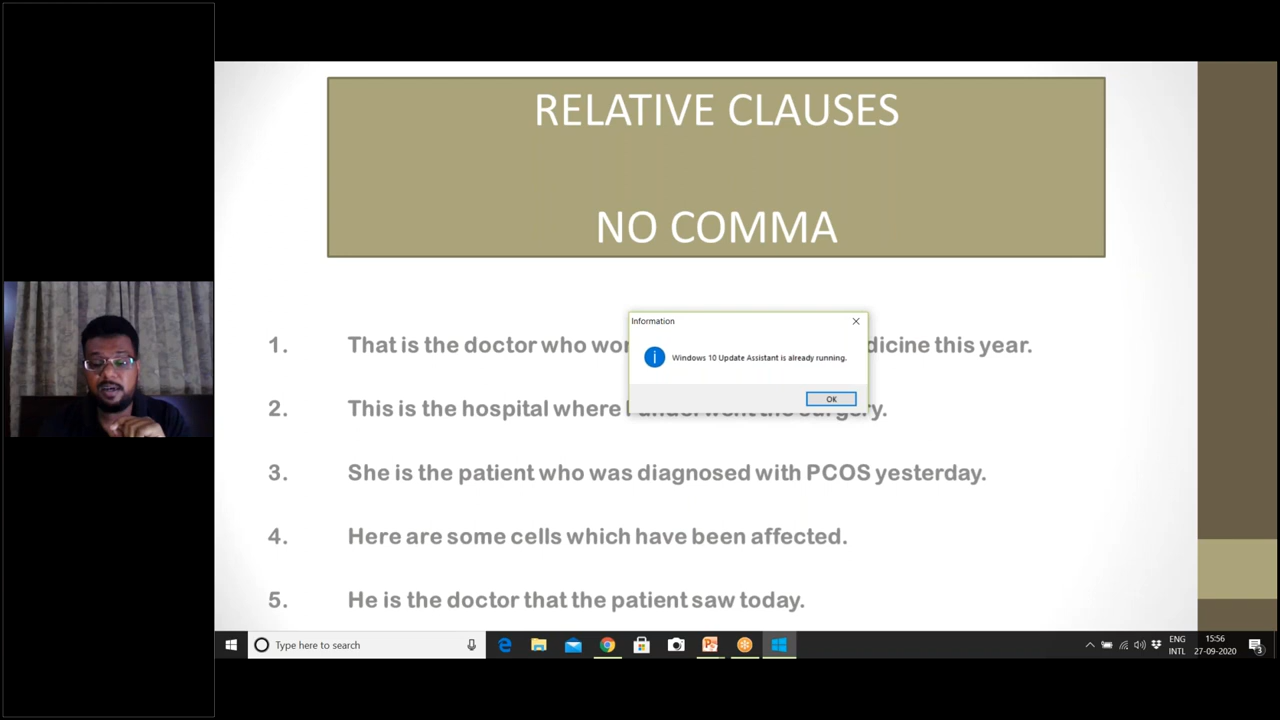 RELATIVE CLAUSES
NO COMMA
Information
Windows 10 Update Assistant is already running.
OK
1. That is the doctor who wo dicine this year.
2. This is the hospital where I underwent the surgery.
3. She is the patient who was diagnosed with PCOS yesterday.
4. Here are some cells which have been affected.
5. He is the doctor that the patient saw today.
Type here to search
ENG
INTL
15:56
27-09-2020
3